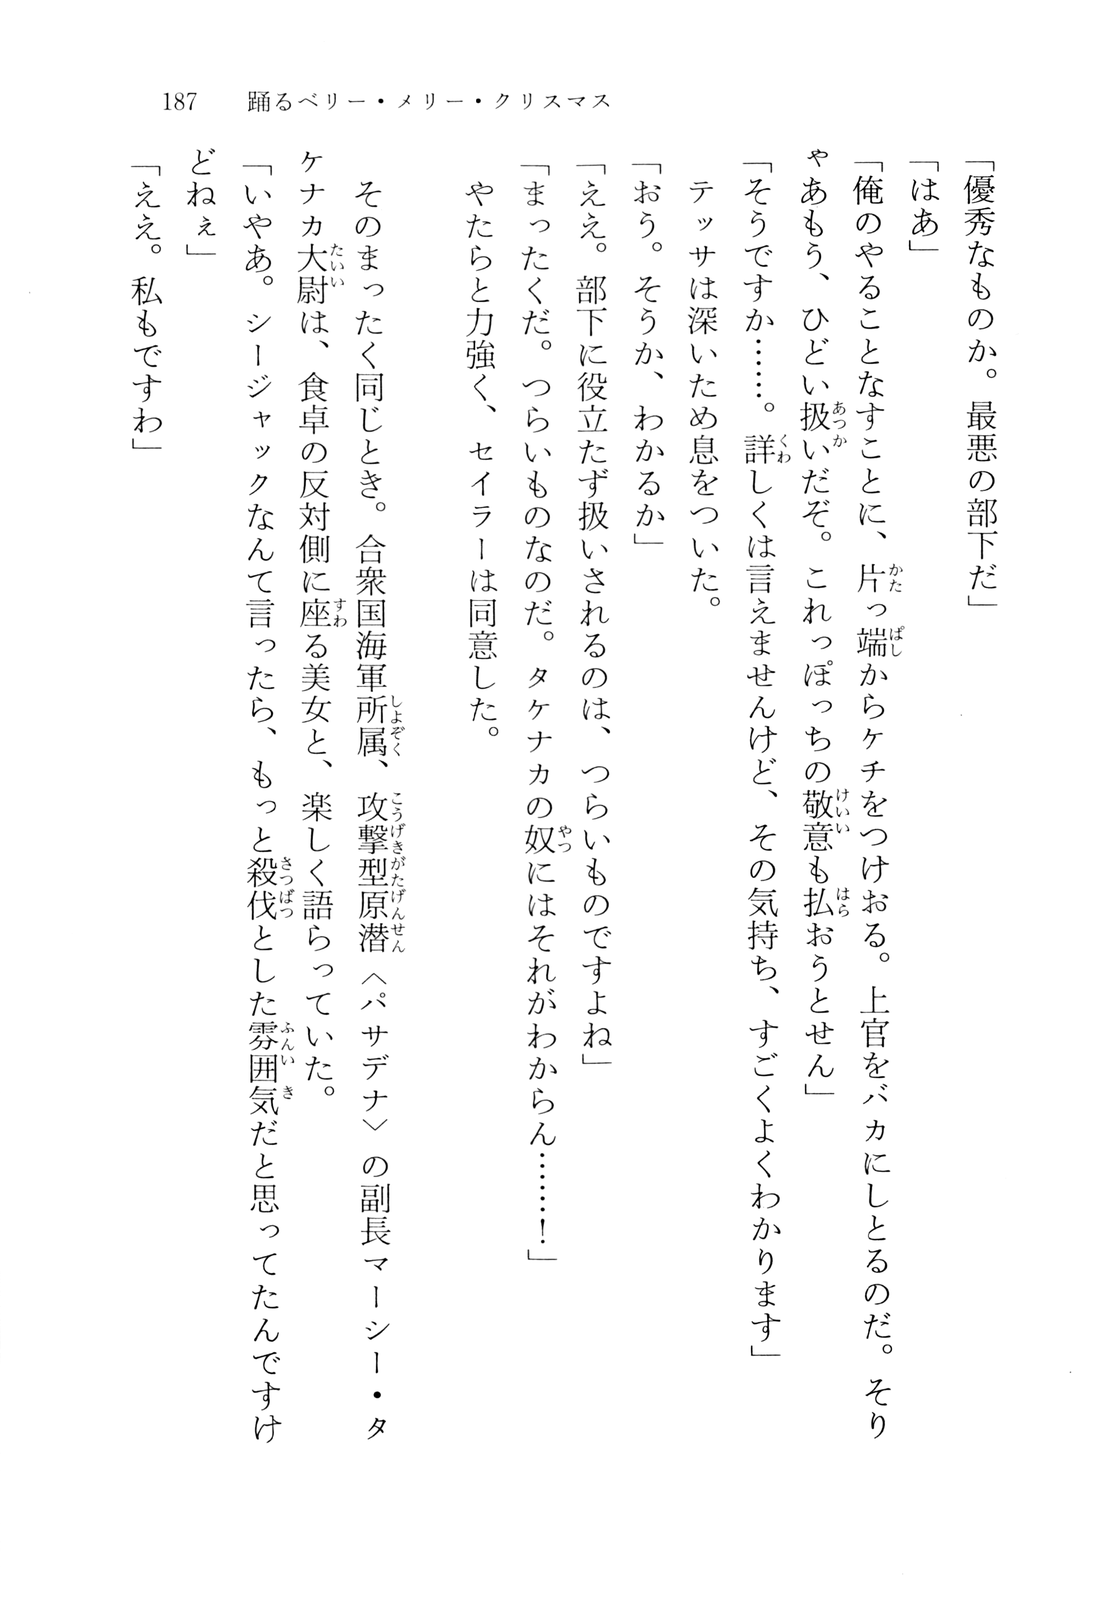 187　踊るベリー・メリー・クリスマス
「優秀なものか。最悪の部下だ」
「はあ」
「俺のやることなすことに、片っ端からケチをつけおる。上官をバカにしとるのだ。そり
ゃあもう、ひどい扱いだぞ。これっぽっちの敬意も払おうとせん」
「そうですか……。詳しくは言えませんけど、その気持ち、すごくよくわかります」
　テッサは深いため息をついた。
「おう。そうか、わかるか」
「ええ。部下に役立たず扱いされるのは、つらいものですよね」
「まったくだ。つらいものなのだ。タケナカの奴にはそれがわからん……！」
　やたらと力強く、セイラーは同意した。
　そのまったく同じとき。合衆国海軍所属、攻撃型原潜〈パサデナ〉の副長マーシー・タ
ケナカ大尉は、食卓の反対側に座る美女と、楽しく語らっていた。
「いやあ。シージャックなんて言ったら、もっと殺伐とした雰囲気だと思ってたんですけ
どねぇ」
「ええ。私もですわ」